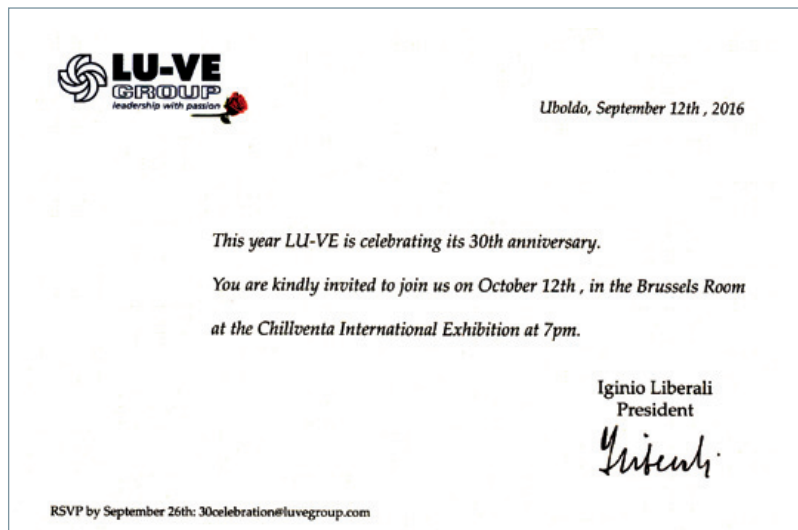 LU-VE
GROUP
leadership with passion
Uboldo, September 12th , 2016
This year LU-VE is celebrating its 30th anniversary.
You are kindly invited to join us on October 12th , in the Brussels Room
at the Chillventa International Exhibition at 7pm.
Iginio Liberali
President
RSVP by September 26th: 30celebration@luvegroup.com